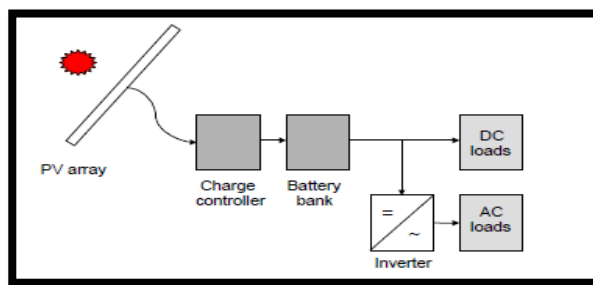 PV array
Charge
controller
Battery
bank
DC
loads
=
~
Inverter
AC
loads